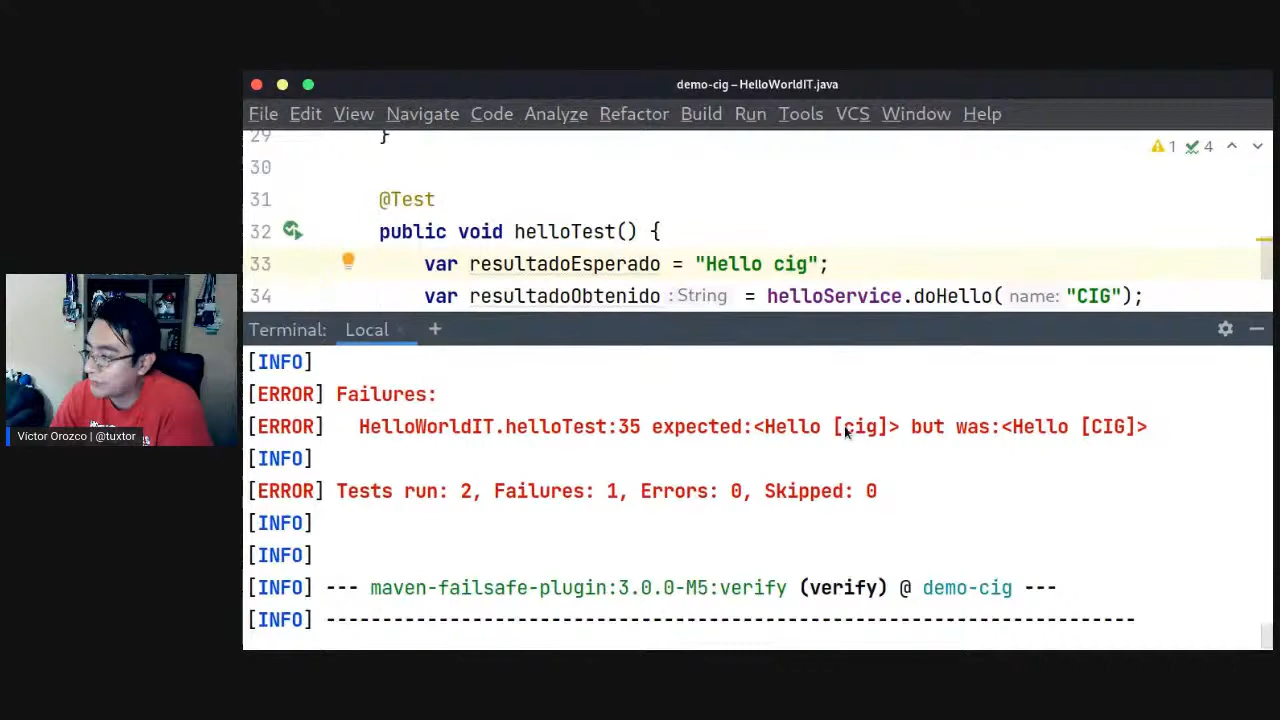 demo-cig – HelloWorldIT.java
File Edit View Navigate Code Analyze Refactor Build Run Tools VCS Window Help
29 }
1 4
30
31 @Test
32 public void helloTest() {
33 var resultadoEsperado = "Hello cig";
34 var resultadoObtenido : String = helloService.doHello( name: "CIG");
Terminal: Local +
[INFO]
[ERROR] Failures:
[ERROR] HelloWorldIT.helloTest:35 expected:<Hello [cig]> but was:<Hello [CIG]>
[INFO]
[ERROR] Tests run: 2, Failures: 1, Errors: 0, Skipped: 0
[INFO]
[INFO]
[INFO] --- maven-failsafe-plugin:3.0.0-M5:verify (verify) @ demo-cig ---
[INFO] ------------------------------------------------------------------------
Víctor Orozco | @tuxtor